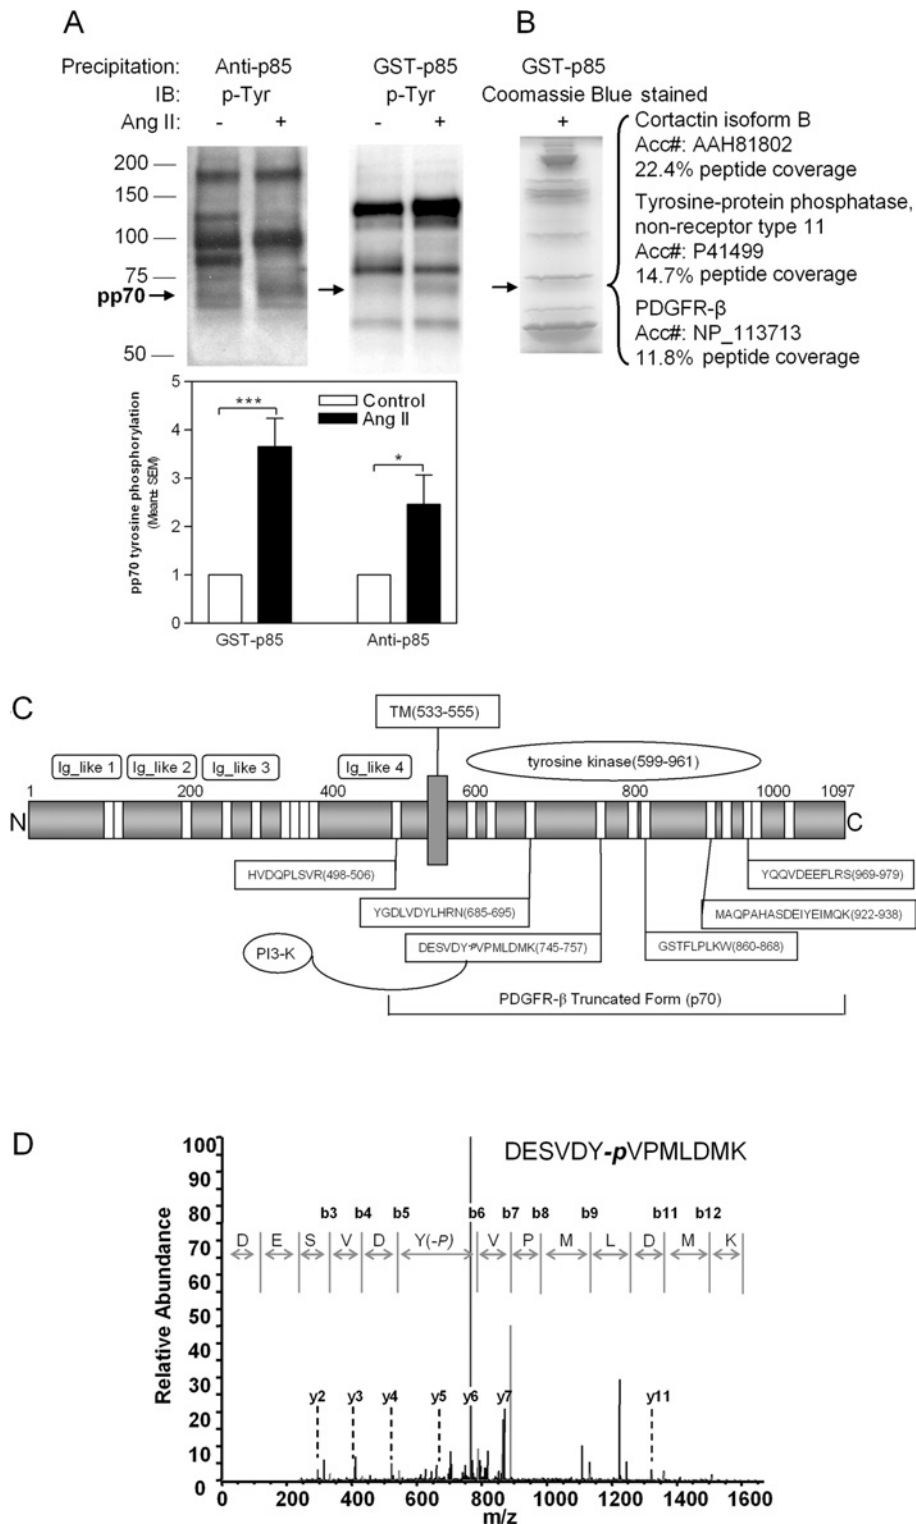 A
B
Precipitation: Anti-p85 GST-p85 GST-p85
IB: p-Tyr p-Tyr Coomassie Blue stained
Ang II: - + - + +
200
150
100
75
pp70
50
Cortactin isoform B
Acc#: AAH81802
22.4% peptide coverage
Tyrosine-protein phosphatase,
non-receptor type 11
Acc#: P41499
14.7% peptide coverage
PDGFR-β
Acc#: NP_113713
11.8% peptide coverage
pp70 tyrosine phosphorylation
(Mean± SEM)
5
4
3
2
1
0
***
*
Control
Ang II
GST-p85 Anti-p85
C
TM(533-555)
Ig_like 1 Ig_like 2 Ig_like 3 Ig_like 4 tyrosine kinase(599-961)
1 200 400 600 800 1000 1097
N C
HVDQPLSVR(498-506)
YQQVDEEFLRS(969-979)
YGDLVDYLHRN(685-695)
MAQPAHASDEIYEIMQK(922-938)
DESVDY-pVPMLDMK(745-757)
GSTFLPLKW(860-868)
PI3-K
PDGFR-β Truncated Form (p70)
D
DESVDY-pVPMLDMK
Relative Abundance
100
90
80
70
60
50
40
30
20
10
0
b3 b4 b5 b6 b7 b8 b9 b11 b12
D E S V D Y(-P) V P M L D M K
y2 y3 y4 y5 y6 y7 y11
0 200 400 600 800 1000 1200 1400 1600
m/z